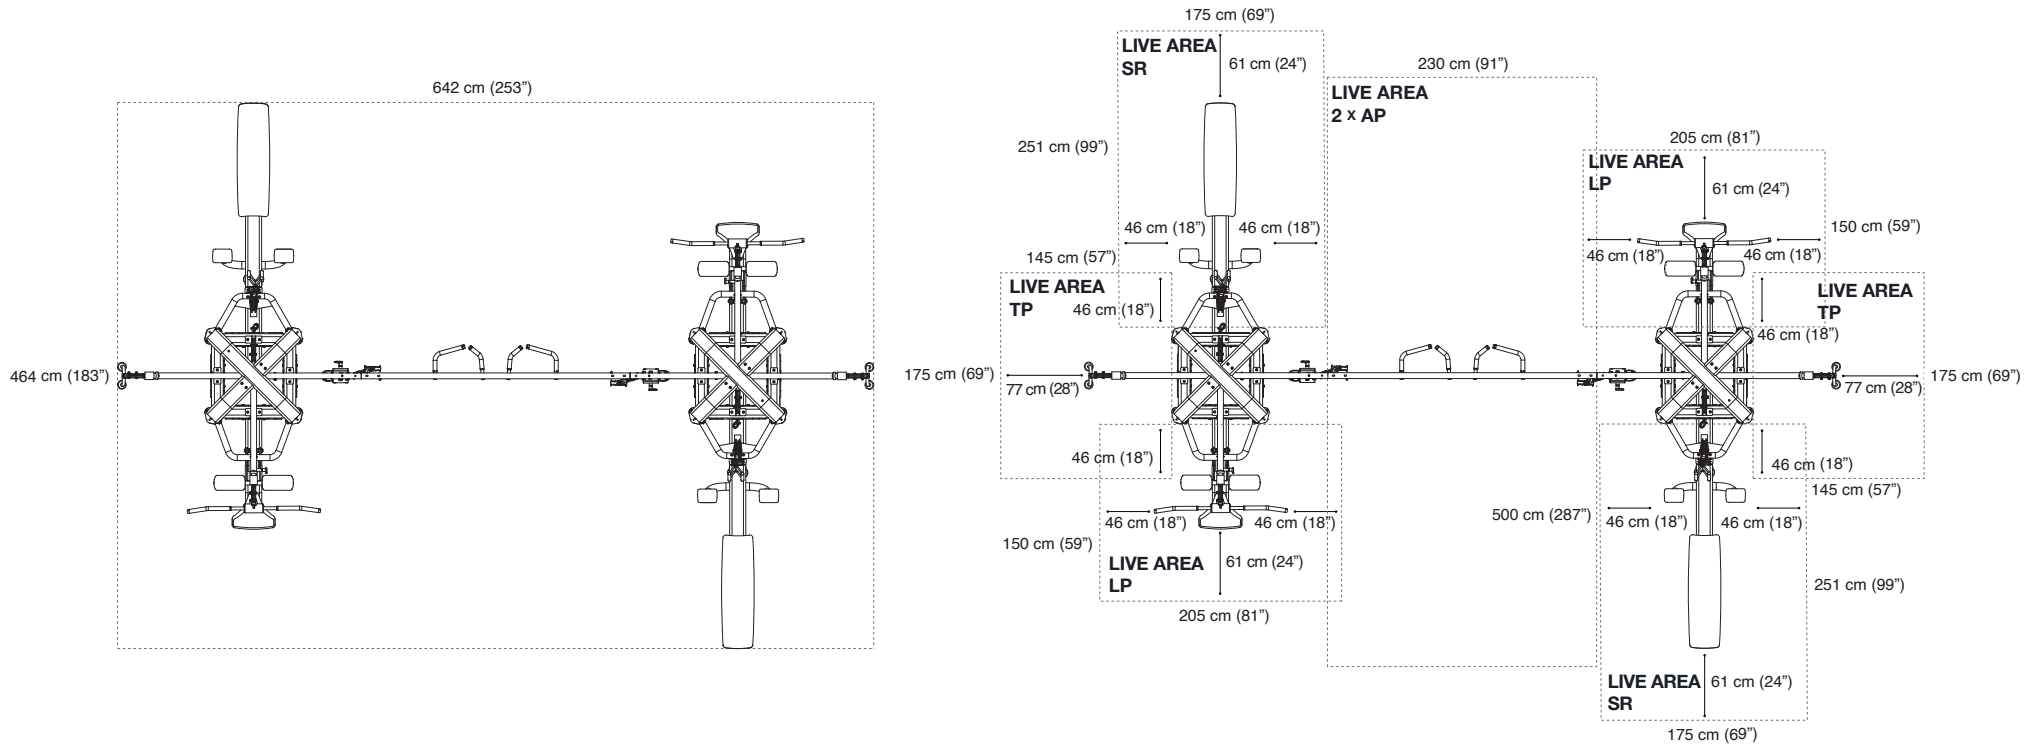 642 cm (253”)
464 cm (183”)
175 cm (69”)
LIVE AREA
SR
61 cm (24”)
251 cm (99”)
46 cm (18”)
46 cm (18”)
145 cm (57”)
LIVE AREA
TP
46 cm (18”)
175 cm (69”)
77 cm (28”)
46 cm (18”)
46 cm (18”)
46 cm (18”)
150 cm (59”)
LIVE AREA
LP
61 cm (24”)
205 cm (81”)
230 cm (91”)
LIVE AREA
2 x AP
500 cm (287”)
205 cm (81”)
LIVE AREA
LP
61 cm (24”)
150 cm (59”)
46 cm (18”)
46 cm (18”)
LIVE AREA
TP
46 cm (18”)
175 cm (69”)
77 cm (28”)
46 cm (18”)
145 cm (57”)
46 cm (18”)
46 cm (18”)
251 cm (99”)
LIVE AREA
SR
61 cm (24”)
175 cm (69”)